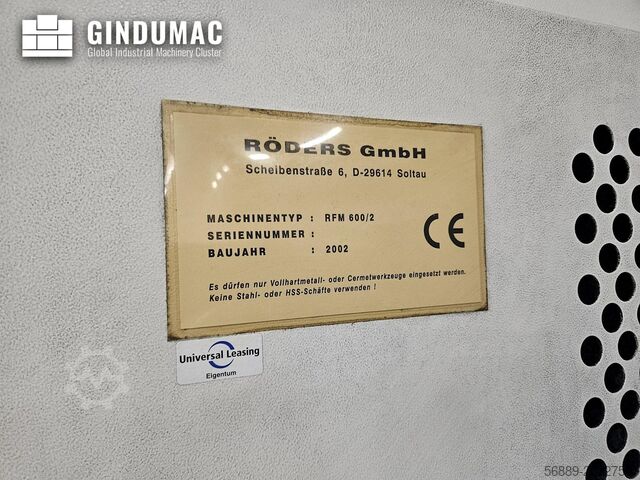 GINDUMAC
Global Industrial Machinery Cluster
RÖDERS GmbH
Scheibenstraße 6, D-29614 Soltau
MASCHINENTYP : RFM 600/2
SERIENNUMMER :
BAUJAHR : 2002
CE
Es dürfen nur Vollhartmetall- oder Cermetwerkzeuge eingesetzt werden.
Keine Stahl- oder HSS-Schäfte verwenden !
Universal Leasing
Eigentum